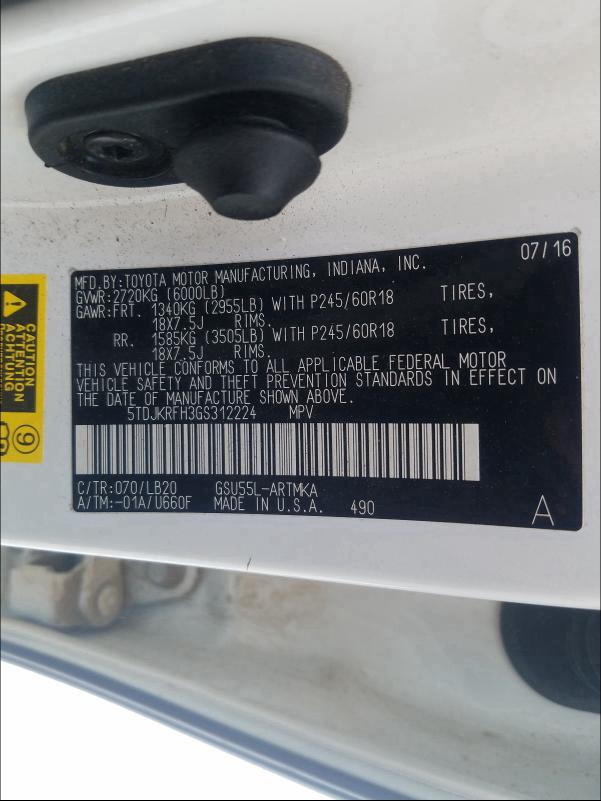 07/16
MFD.BY:TOYOTA MOTOR MANUFACTURING, INDIANA, INC.
GVWR:2720KG (6000LB)
GAWR:FRT. 1340KG (2955LB) WITH P245/60R18 TIRES,
18X7.5J RIMS.
RR. 1585KG (3505LB) WITH P245/60R18 TIRES,
18X7.5J RIMS.
THIS VEHICLE CONFORMS TO ALL APPLICABLE FEDERAL MOTOR
VEHICLE SAFETY AND THEFT PREVENTION STANDARDS IN EFFECT ON
THE DATE OF MANUFACTURE SHOWN ABOVE.
5TDJKRFH3GS312224 MPV
C/TR:070/LB20 GSU55L-ARTMKA
A/TM:-01A/U660F MADE IN U.S.A. 490
A
CAUTION
ATTENTION
ACHTUNG
9